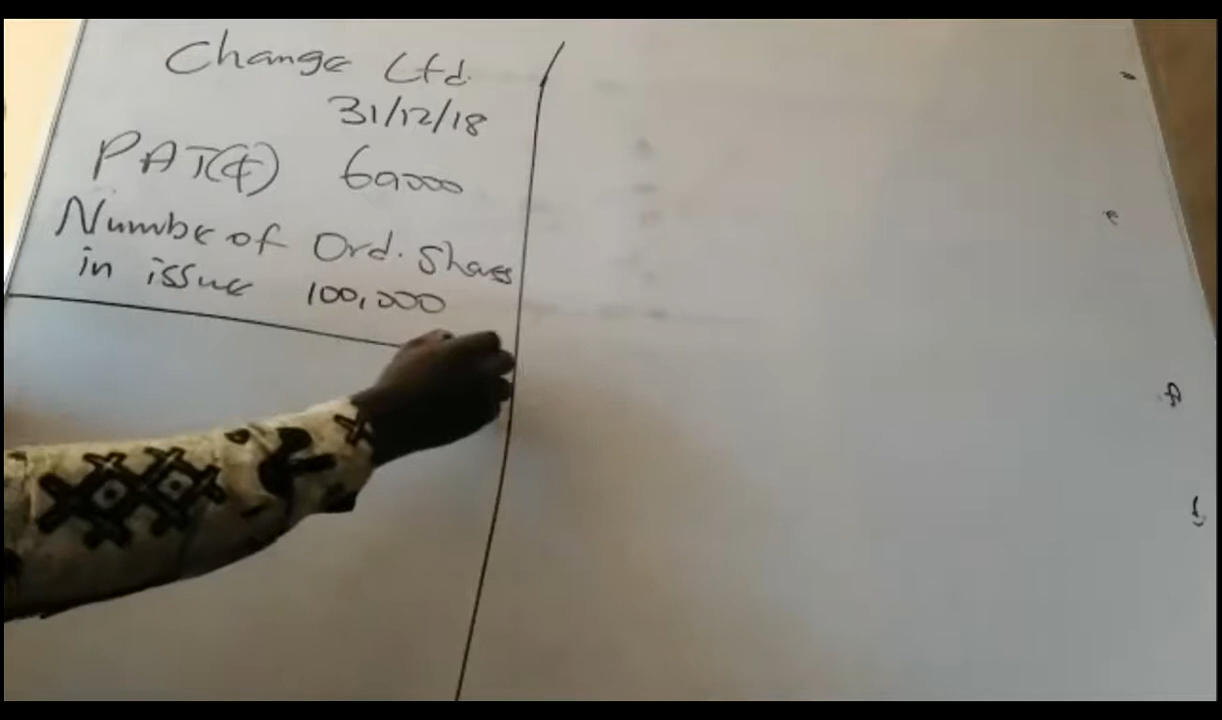 Change Ltd.
31/12/18
PAT(₵) 60,000
Number of Ord. Shares
in issue 100,000